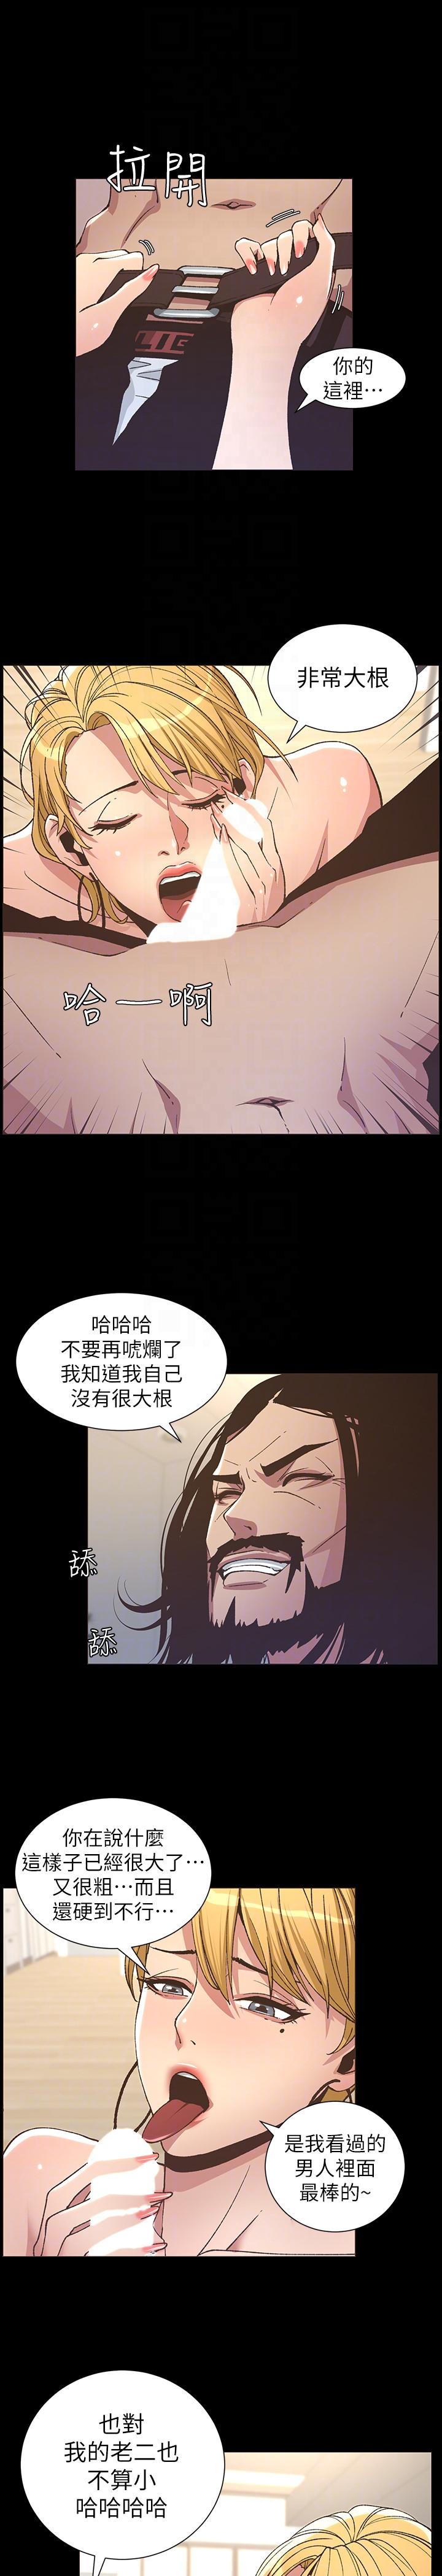 拉開
LIE
你的
這裡…
非常大根
哈一啊
哈哈哈
不要再唬爛了
我知道我自己
沒有很大根
舔
舔
你在說什麼
這樣子已經很大了…
又很粗…而且
還硬到不行…
是我看過的
男人裡面
最棒的~
也對
我的老二也
不算小
哈哈哈哈